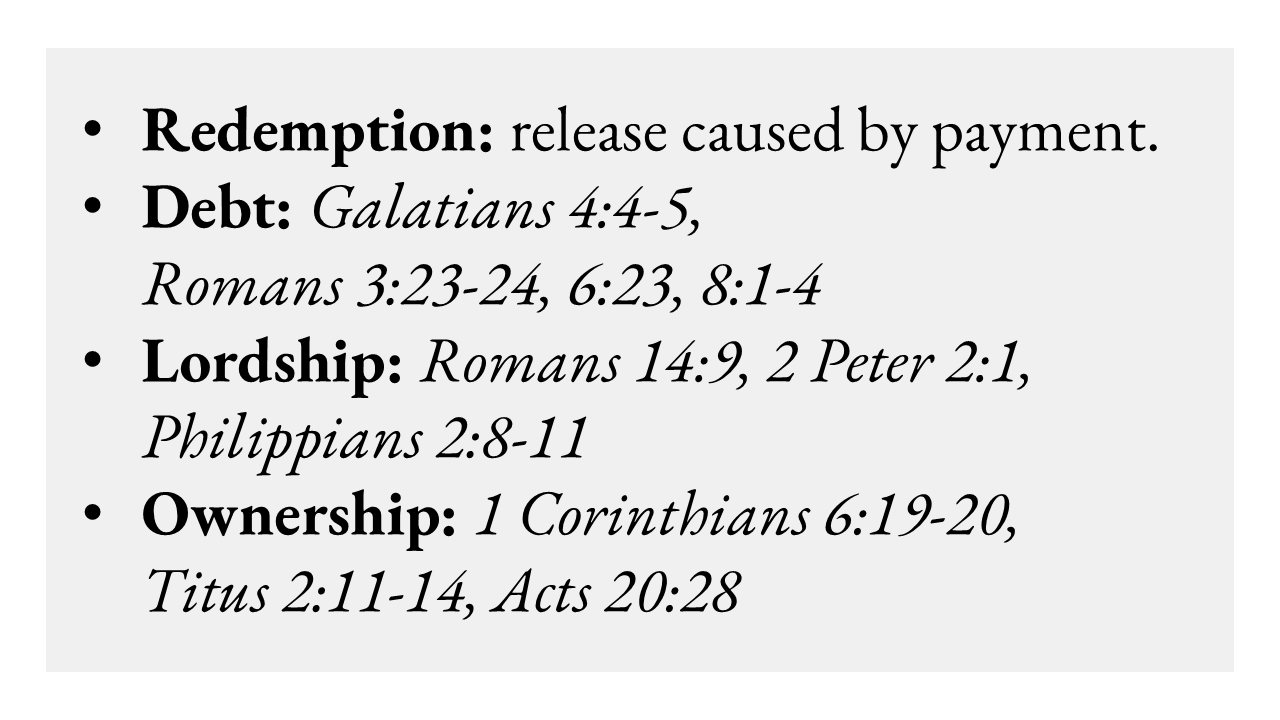 • Redemption: release caused by payment.
• Debt: Galatians 4:4-5,
Romans 3:23-24, 6:23, 8:1-4
• Lordship: Romans 14:9, 2 Peter 2:1,
Philippians 2:8-11
• Ownership: 1 Corinthians 6:19-20,
Titus 2:11-14, Acts 20:28